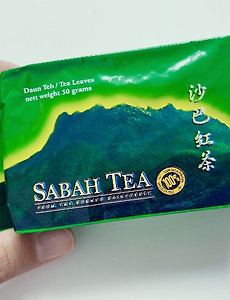 Daun Teh / Tea Leaves
nett weight 50 grams
沙巴红茶
SABAH TEA
FROM THE BORNEO RAINFOREST
100%